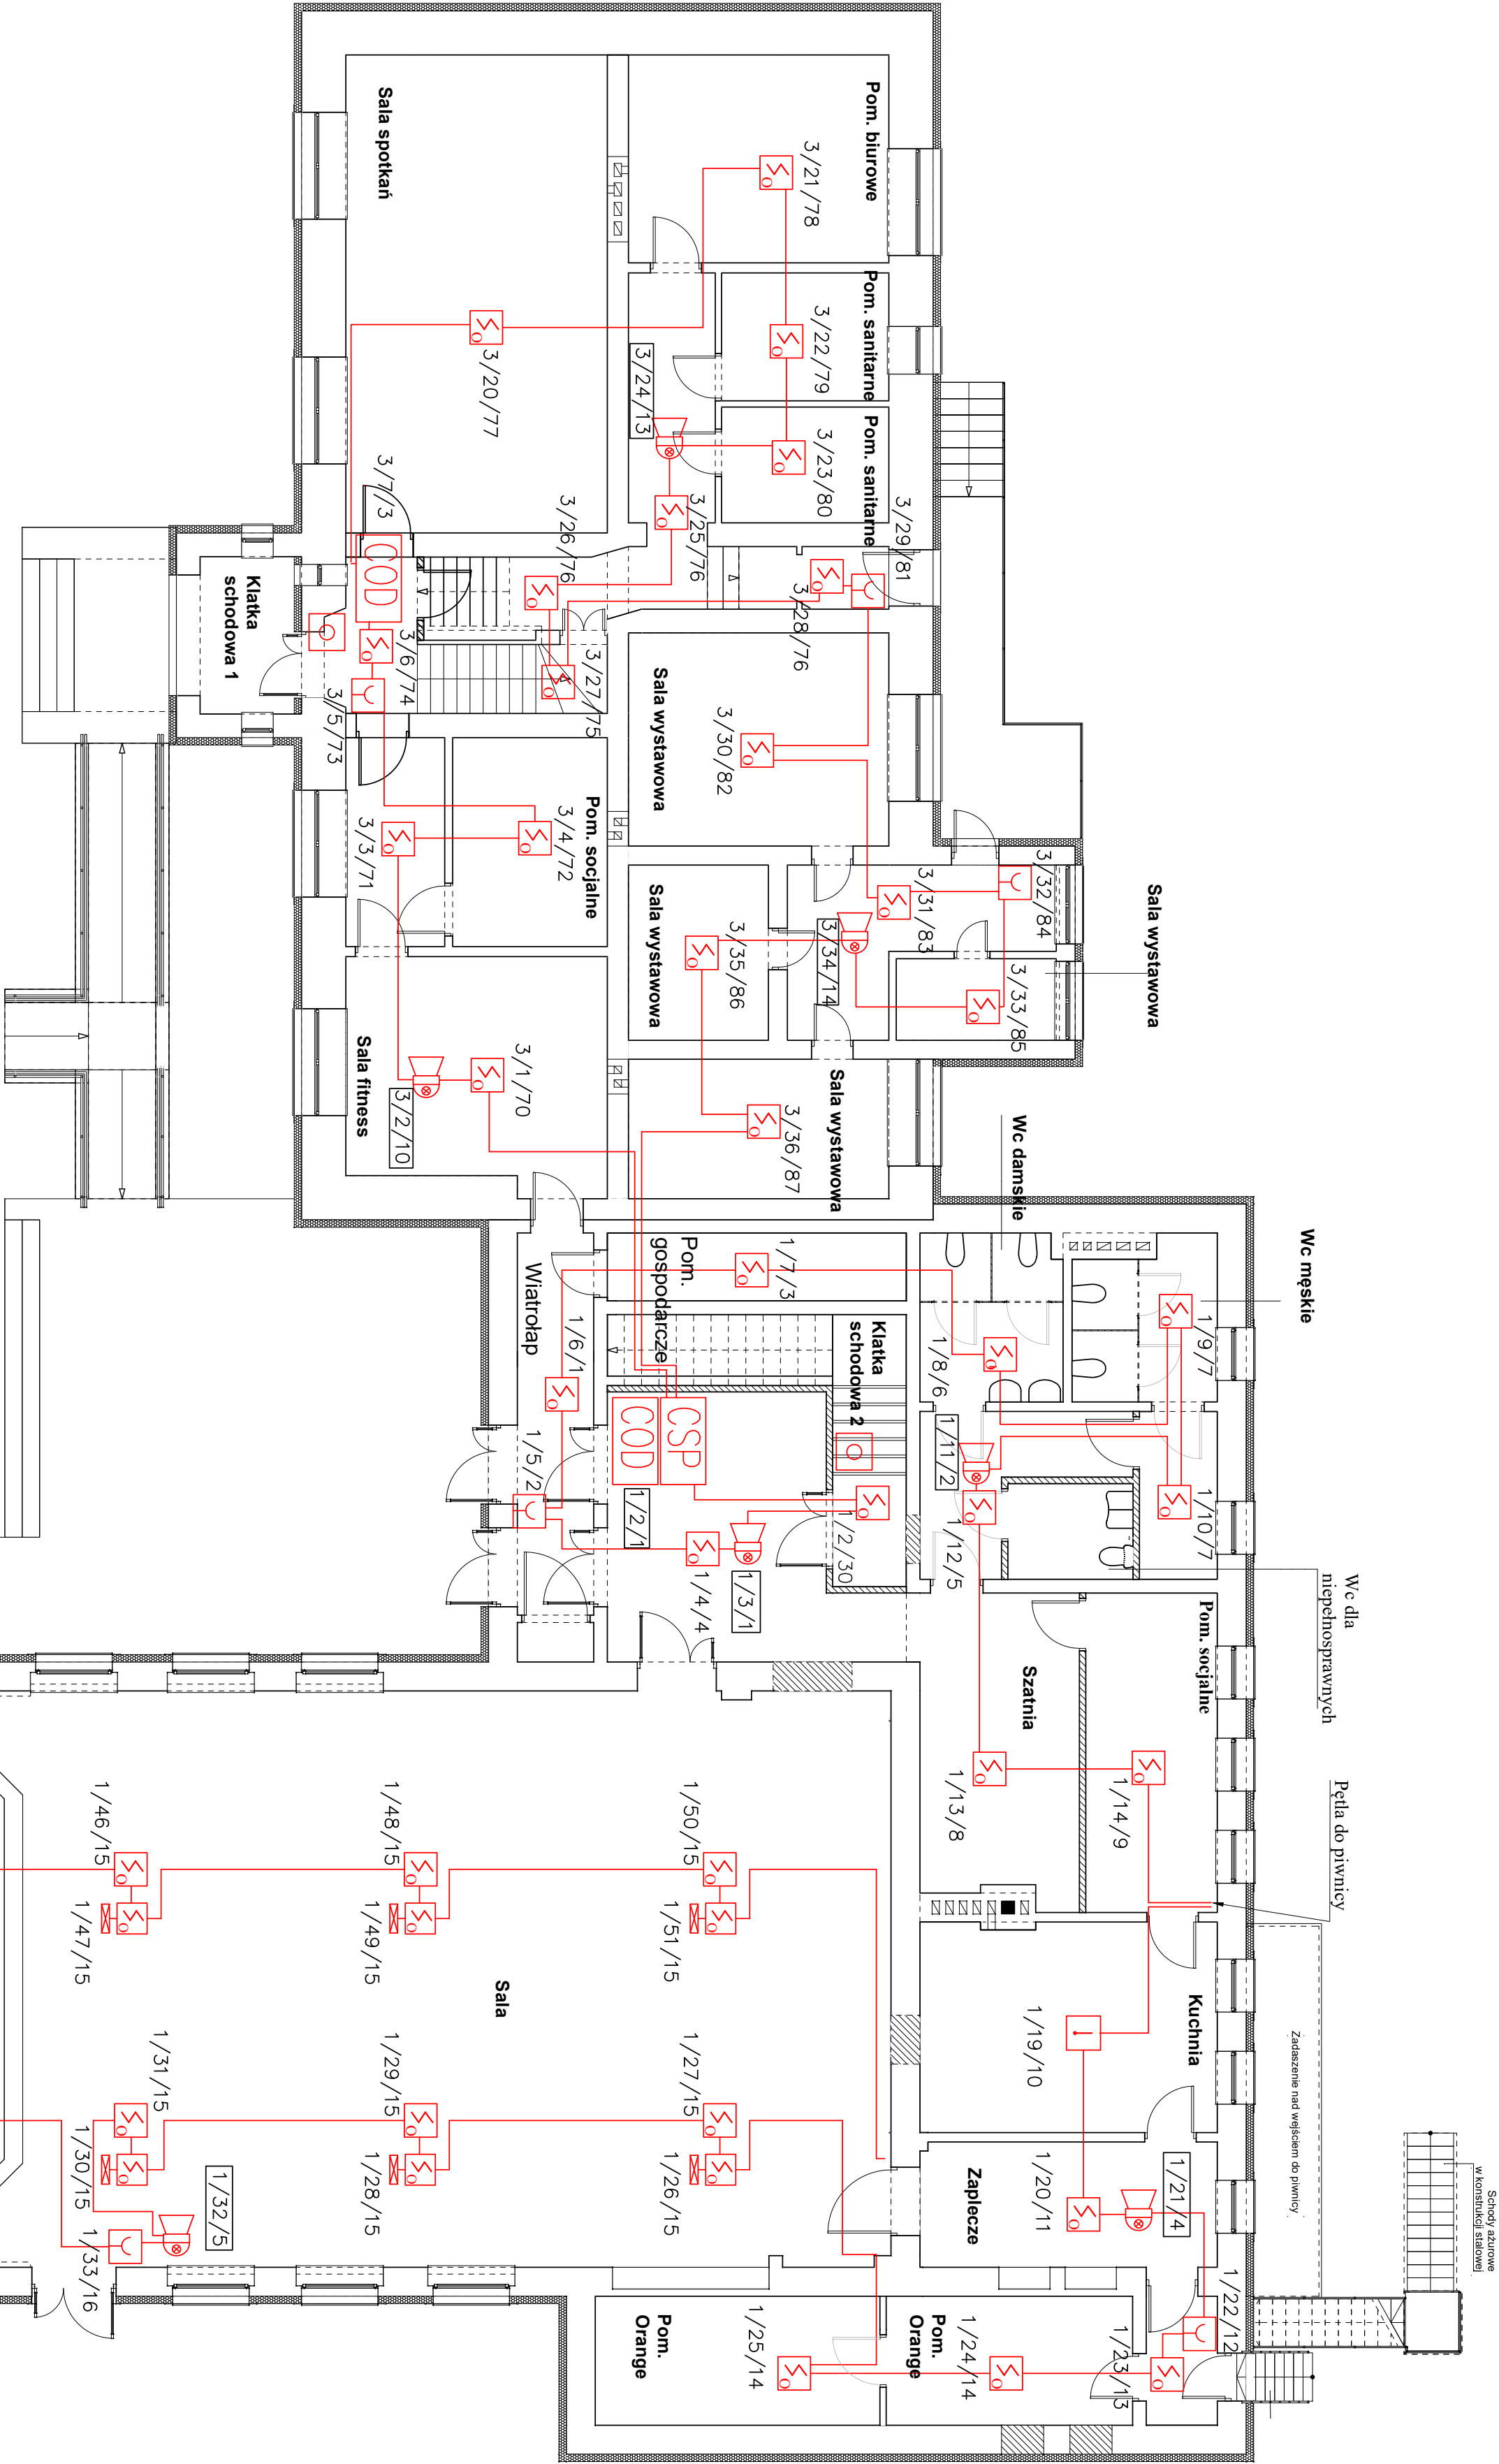 Sala spotkań
Pom. biurowe
3/21/78
Pom. sanitarne
3/22/79
3/20/77
3/24/13
Pom. sanitarne
3/23/80
3/7/3
3/25/76
3/26/76
3/29/81
3/28/76
COD
Klatka
schodowa 1
3/6/74
3/5/73
3/27/75
Sala wystawowa
3/30/82
Pom. socjalne
3/4/72
3/3/71
Sala wystawowa
3/35/86
3/34/14
3/31/83
3/32/84
3/33/85
Sala wystawowa
Sala fitness
3/2/10
3/1/70
3/36/87
Sala wystawowa
Wc damskie
Wc męskie
Wiatrołap
Pom.
gospodarcze
1/7/3
1/6/1
1/5/2
Klatka
schodowa 2
COD
CSP
1/8/6
1/9/7
1/11/2
1/10/7
1/12/5
1/2/1
1/2/30
1/3/1
1/4/4
Wc dla
niepełnosprawnych
Pom. socjalne
Szatnia
1/13/8
1/14/9
Pętla do piwnicy
1/46/15
1/47/15
1/48/15
1/49/15
1/50/15
1/51/15
Sala
Kuchnia
1/19/10
Zadaszenie nad wejściem do piwnicy
Schody ażurowe
w konstrukcji stalowej
1/31/15
1/30/15
1/29/15
1/28/15
1/27/15
1/26/15
1/32/5
1/33/16
Zaplecze
1/20/11
1/21/4
1/22/12
1/23/13
Pom.
Orange
1/25/14
Pom.
Orange
1/24/14